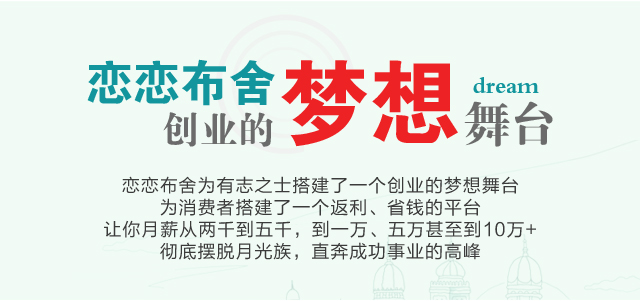 恋恋布舍
创业的梦想舞台
dream
恋恋布舍为有志之士搭建了一个创业的梦想舞台
为消费者搭建了一个返利、省钱的平台
让你月薪从两千到五千，到一万、五万甚至到10万+
彻底摆脱月光族，直奔成功事业的高峰